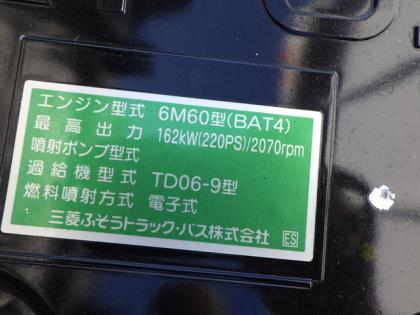 エンジン型式 6M60型(BAT4)
最高出力 162kW(220PS)/2070rpm
噴射ポンプ型式
過給機型式 TD06-9型
燃料噴射方式 電子式
三菱ふそうトラック・バス株式会社 ES